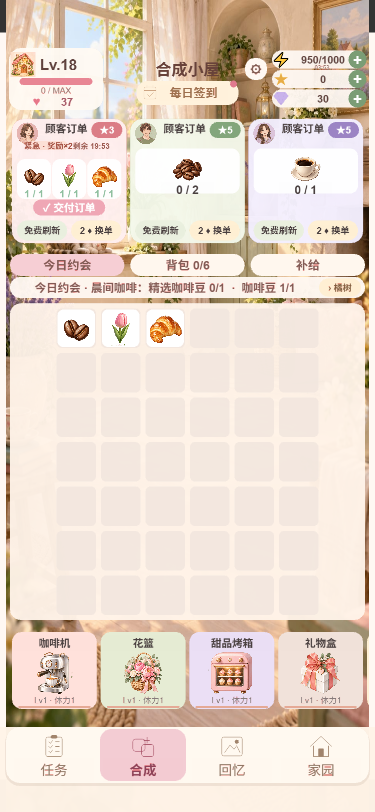 Lv.18
合成小屋
950/1000
0 / MAX
0
37
每日签到
30
顾客订单 ★3
顾客订单 ★5
顾客订单 ★5
紧急 · 奖励×2剩余 19:53
1 / 1
1 / 1
1 / 1
0 / 2
0 / 1
✓ 交付订单
免费刷新
2 ♦ 换单
免费刷新
2 ♦ 换单
免费刷新
2 ♦ 换单
今日约会
背包 0/6
补给
今日约会 · 晨间咖啡：精选咖啡豆 0/1 · 咖啡豆 1/1
› 橘树
咖啡机
花篮
甜品烤箱
礼物盒
lv1 · 体力1
lv1 · 体力1
lv1 · 体力1
lv1 · 体力1
任务
合成
回忆
家园